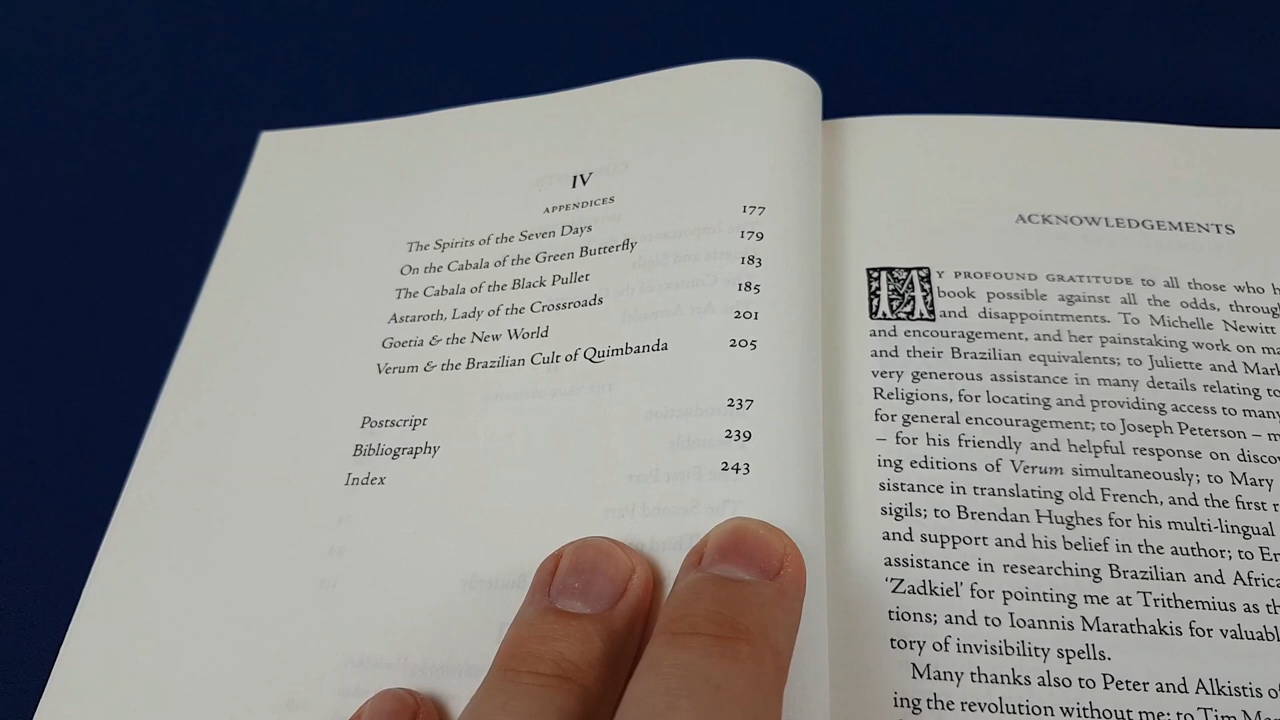 IV
APPENDICES
The Spirits of the Seven Days 177
On the Cabala of the Green Butterfly 179
The Cabala of the Black Pullet 183
Astaroth, Lady of the Crossroads 185
Goetia & the New World 201
Verum & the Brazilian Cult of Quimbanda 205
Postscript 237
Bibliography 239
Index 243
ACKNOWLEDGEMENTS
MY PROFOUND GRATITUDE to all those who
book possible against all the odds,
and disappointments. To Michelle Newitt
and encouragement, and her painstaking work on
and their Brazilian equivalents; to Juliette and
very generous assistance in many details relating to
Religions, for locating and providing access to many
for general encouragement; to Joseph Peterson –
– for his friendly and helpful response on
ing editions of Verum simultaneously; to Mary
sistance in translating old French, and the first
sigils; to Brendan Hughes for his multi-lingual
and support and his belief in the author; to
assistance in researching Brazilian and
‘Zadkiel’ for pointing me at Trithemius as
tions; and to Ioannis Marathakis for
tory of invisibility spells.
Many thanks also to Peter and Alkistis
ing the revolution without me; to Tim